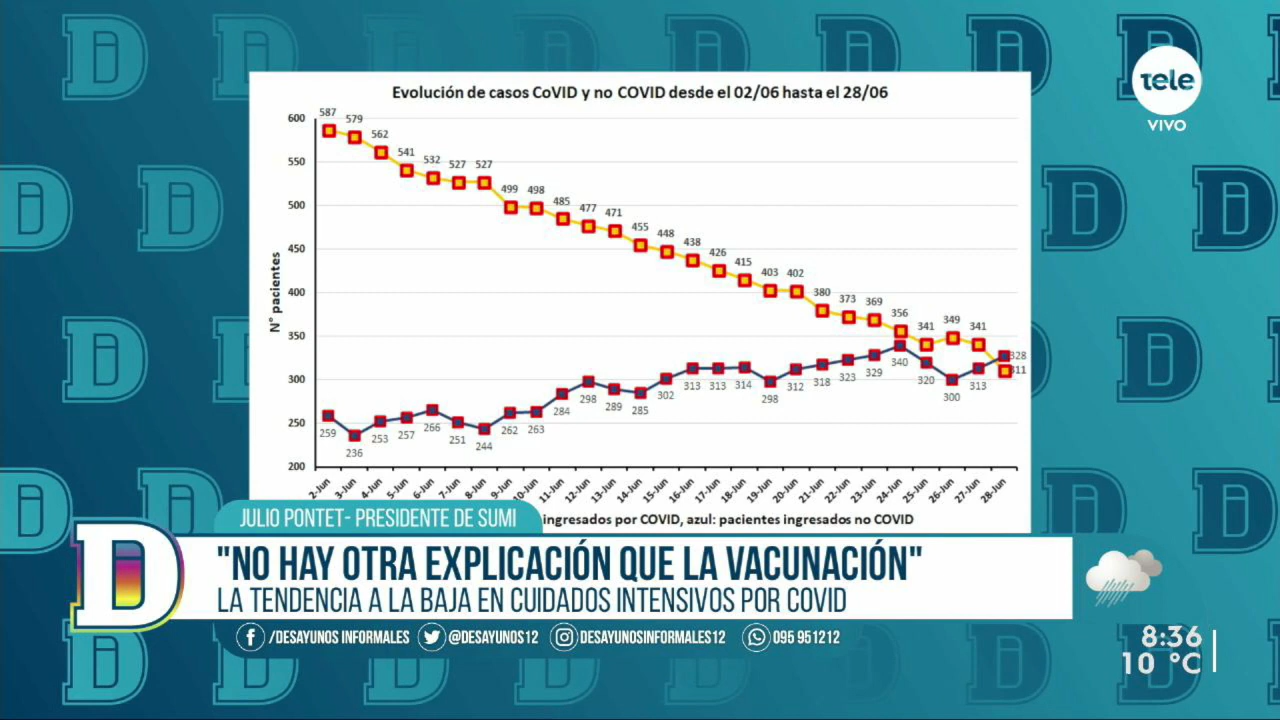 Evolución de casos CoVID y no COVID desde el 02/06 hasta el 28/06
tele
VIVO
N° pacientes
600
550
500
450
400
350
300
250
200
587 579 562 541 532 527 527 499 498 485 477 471 455 448 438 426 415 403 402 380 373 369 356 341 349 341 311
259 236 253 257 266 251 244 262 263 284 298 289 285 302 313 313 314 298 312 318 323 329 340 320 300 313 328
2-Jun 3-Jun 4-Jun 5-Jun 6-Jun 7-Jun 8-Jun 9-Jun 10-Jun 11-Jun 12-Jun 13-Jun 14-Jun 15-Jun 16-Jun 17-Jun 18-Jun 19-Jun 20-Jun 21-Jun 22-Jun 23-Jun 24-Jun 25-Jun 26-Jun 27-Jun 28-Jun
ingresados por COVID, azul: pacientes ingresados no COVID
JULIO PONTET- PRESIDENTE DE SUMI
D
"NO HAY OTRA EXPLICACIÓN QUE LA VACUNACIÓN"
LA TENDENCIA A LA BAJA EN CUIDADOS INTENSIVOS POR COVID
/DESAYUNOS INFORMALES @DESAYUNOS12 DESAYUNOSINFORMALES12 095 951212
8:36
10 °C